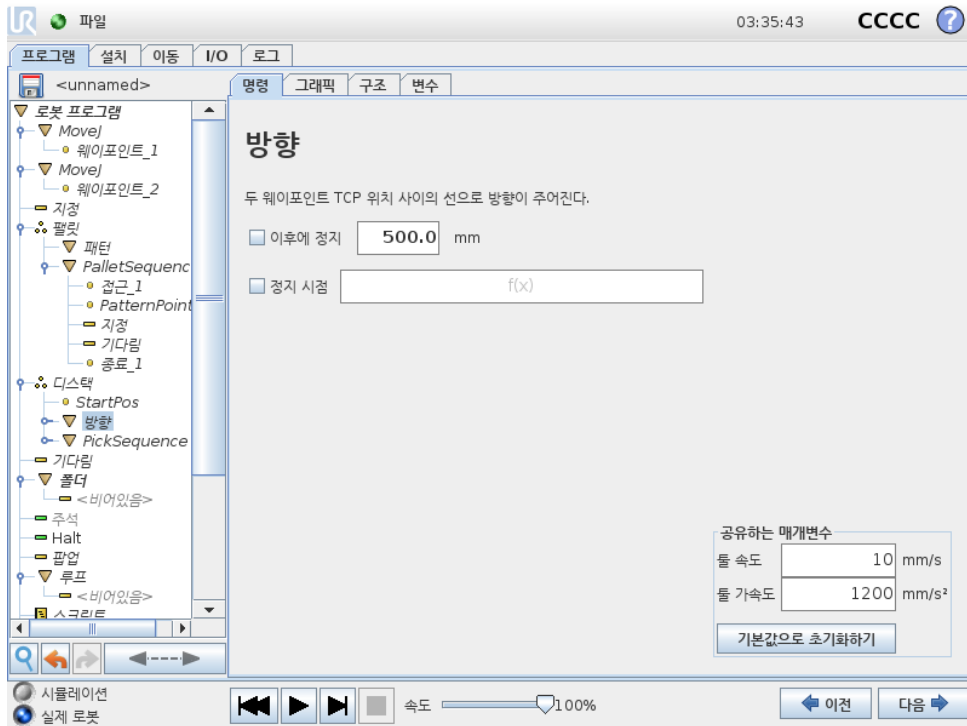 파일
03:35:43
CCCC
?
프로그램 설치 이동 I/O 로그
<unnamed>
명령 그래픽 구조 변수
로봇 프로그램
MoveJ
웨이포인트_1
MoveJ
웨이포인트_2
지정
팔릿
패턴
PalletSequenc
접근_1
PatternPoint
지정
기다림
종료_1
디스택
StartPos
방향
PickSequence
기다림
폴더
<비어있음>
주석
Halt
팝업
루프
<비어있음>
스크립트
방향
두 웨이포인트 TCP 위치 사이의 선으로 방향이 주어진다.
이후에 정지 500.0 mm
정지 시점 f(x)
공유하는 매개변수
툴 속도 10 mm/s
툴 가속도 1200 mm/s²
기본값으로 초기화하기
시뮬레이션
실제 로봇
속도 100%
이전 다음